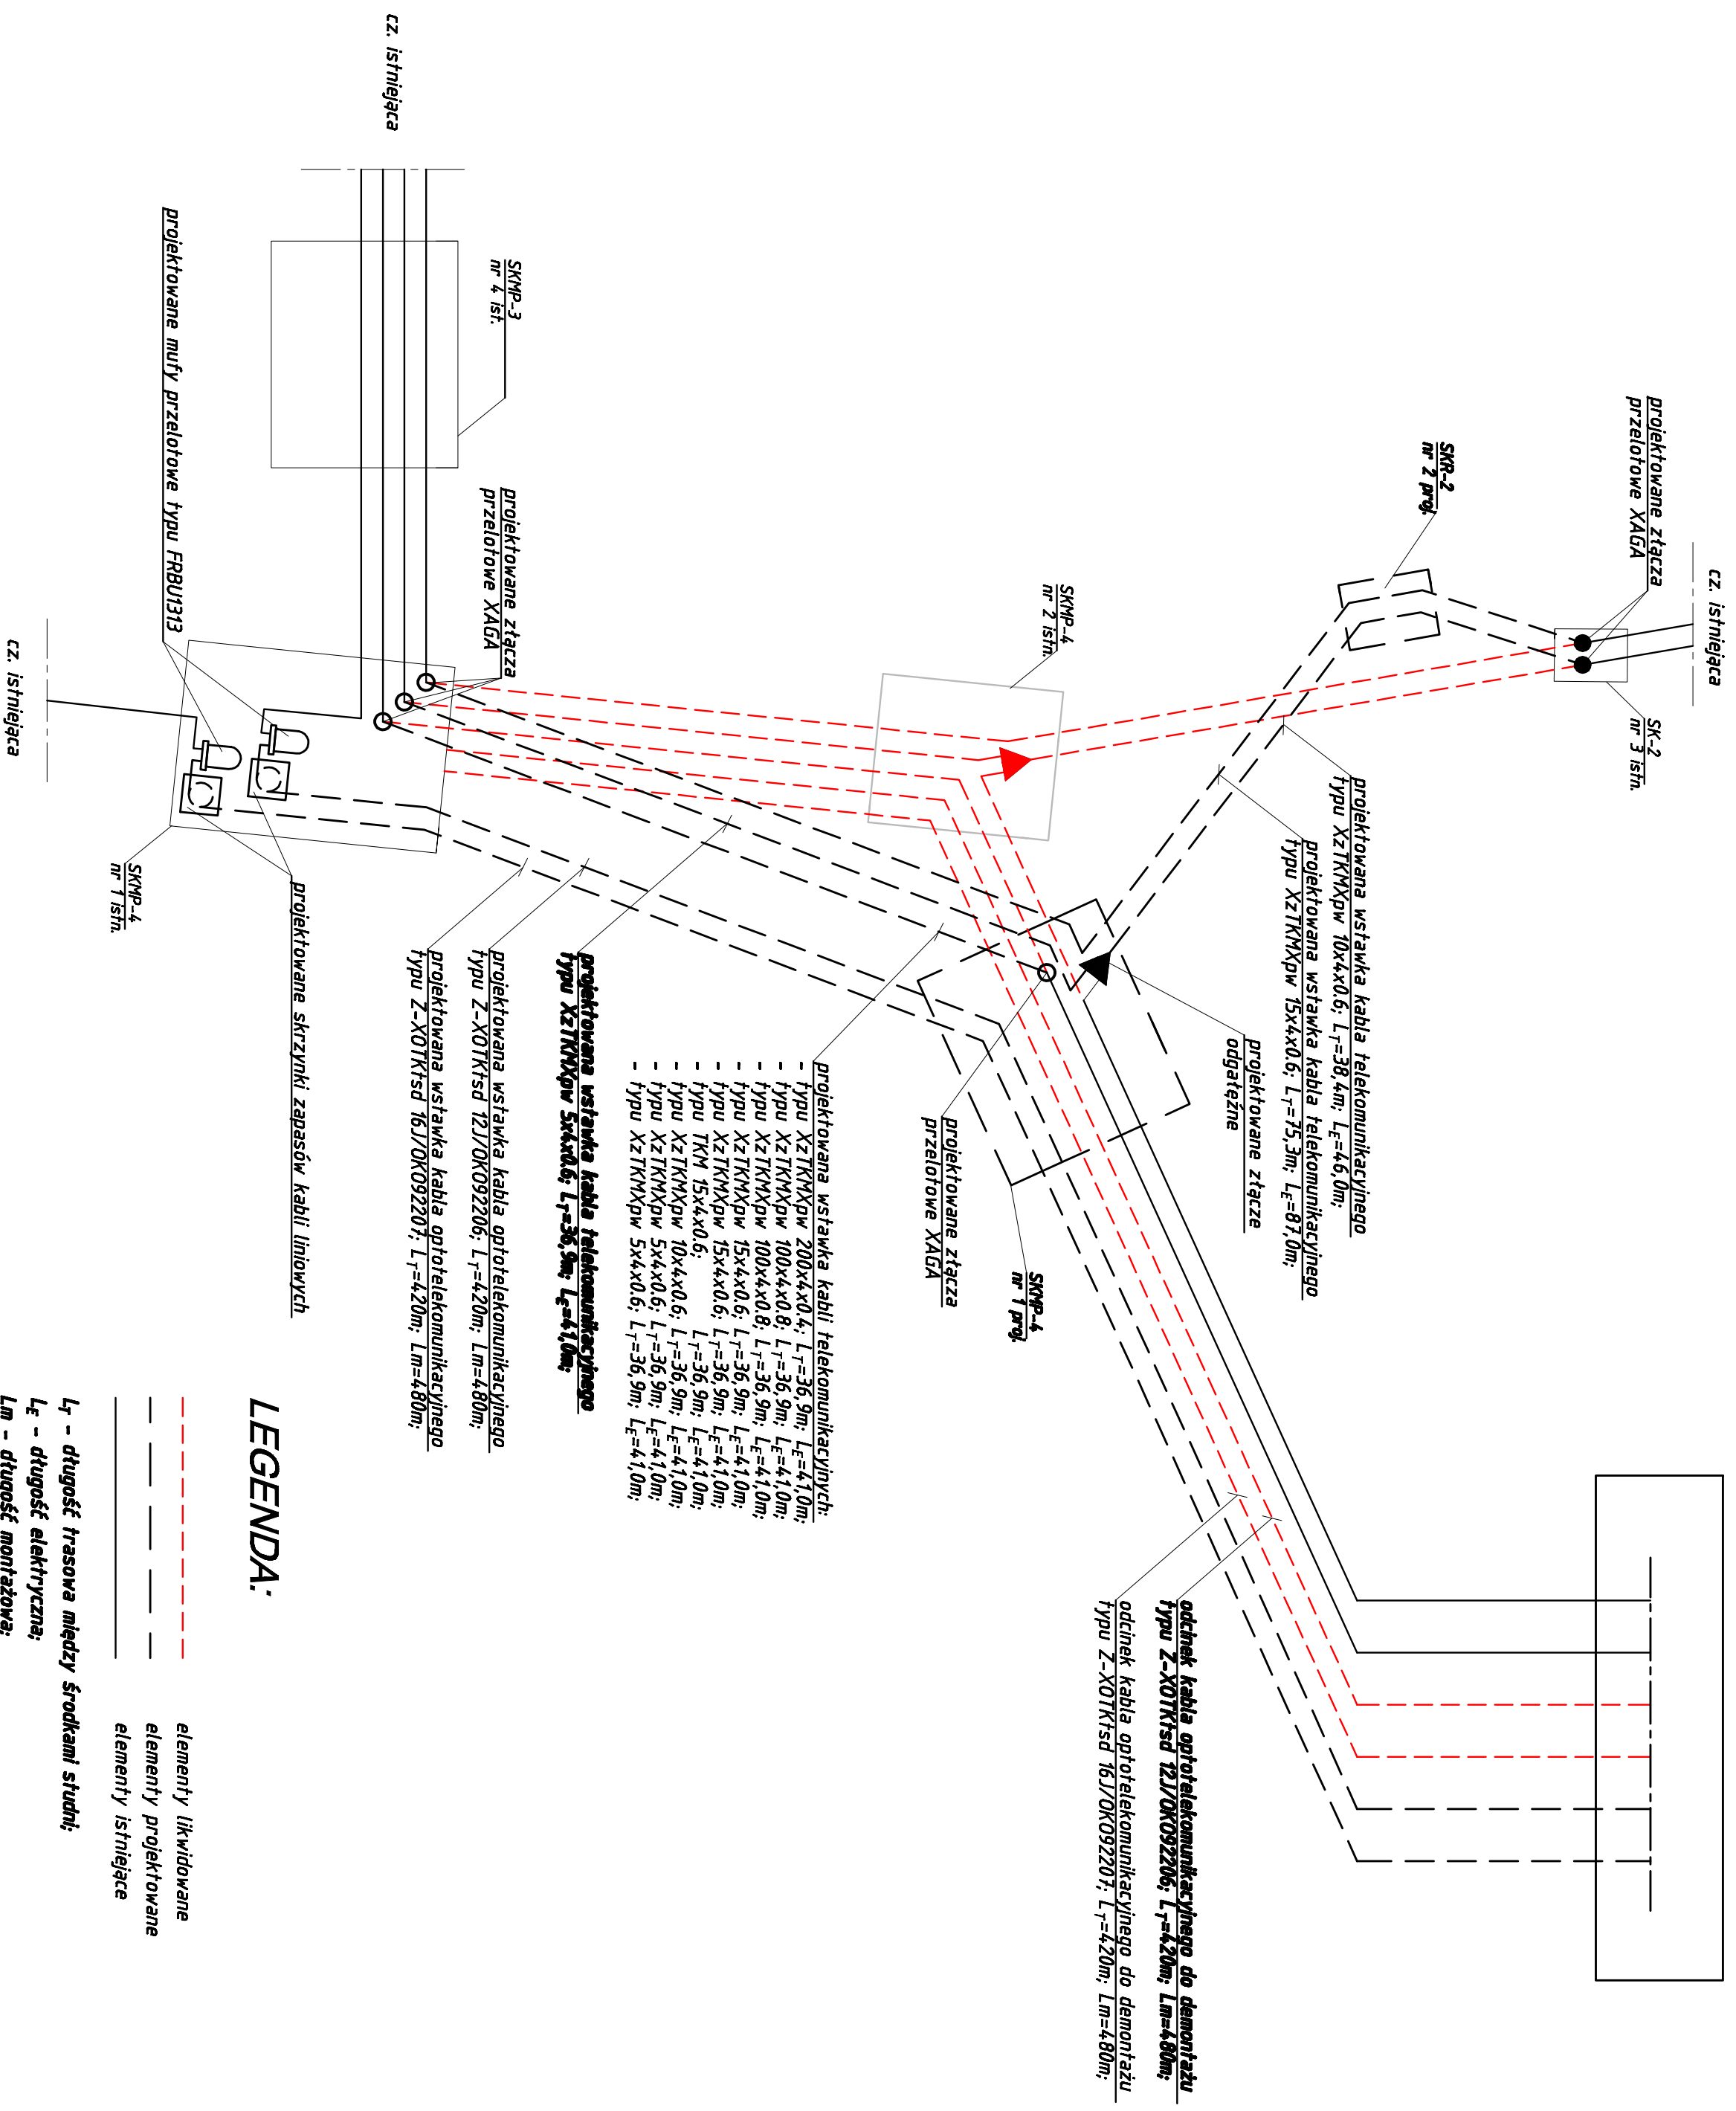 cz. istniejąca
projektowane złącza
przelotowe XAGA
SK-2
nr 3 istn.
SKR-2
nr 2 proj.
projektowana wstawka kabla telekomunikacyjnego
typu XzTKMXpw 10x4x0.6; LT=38,4m; LE=46,0m;
projektowana wstawka kabla telekomunikacyjnego
typu XzTKMXpw 15x4x0.6; LT=75,3m; LE=87,0m;
projektowane złącze
odgałęźne
odcinek kabla optotelekomunikacyjnego do demontażu
typu Z-XOTKtsd 12J/OKO92206; LT=420m; Lm=480m;
odcinek kabla optotelekomunikacyjnego do demontażu
typu Z-XOTKtsd 16J/OKO92207; LT=420m; Lm=480m;
SKMP-4
nr 2 istn.
SKMP-4
nr 1 proj.
projektowane złącza
przelotowe XAGA
projektowana wstawka kabli telekomunikacyjnych:
- typu XzTKMXpw 200x4x0.4; LT=36,9m; LE=41,0m;
- typu XzTKMXpw 100x4x0.8; LT=36,9m; LE=41,0m;
- typu XzTKMXpw 100x4x0.8; LT=36,9m; LE=41,0m;
- typu XzTKMXpw 15x4x0.6; LT=36,9m; LE=41,0m;
- typu XzTKMXpw 15x4x0.6; LT=36,9m; LE=41,0m;
- typu TKM 15x4x0.6; LT=36,9m; LE=41,0m;
- typu XzTKMXpw 10x4x0.6; LT=36,9m; LE=41,0m;
- typu XzTKMXpw 5x4x0.6; LT=36,9m; LE=41,0m;
- typu XzTKMXpw 5x4x0.6; LT=36,9m; LE=41,0m;
projektowana wstawka kabla telekomunikacyjnego
typu XzTKMXpw 5x4x0.6; LT=36,9m; LE=41,0m;
SKMP-3
nr 4 ist.
projektowane złącza
przelotowe XAGA
projektowana wstawka kabla optotelekomunikacyjnego
typu Z-XOTKtsd 12J/OKO92206; LT=420m; Lm=480m;
projektowana wstawka kabla optotelekomunikacyjnego
typu Z-XOTKtsd 16J/OKO92207; LT=420m; Lm=480m;
cz. istniejąca
projektowane skrzynki zapasów kabli liniowych
projektowane mufy przelotowe typu FRBU1313
SKMP-4
nr 1 istn.
cz. istniejąca
LEGENDA:
elementy likwidowane
elementy projektowane
elementy istniejące
LT - długość trasowa między środkami studni;
LE - długość elektryczna;
Lm - długość montażowa;